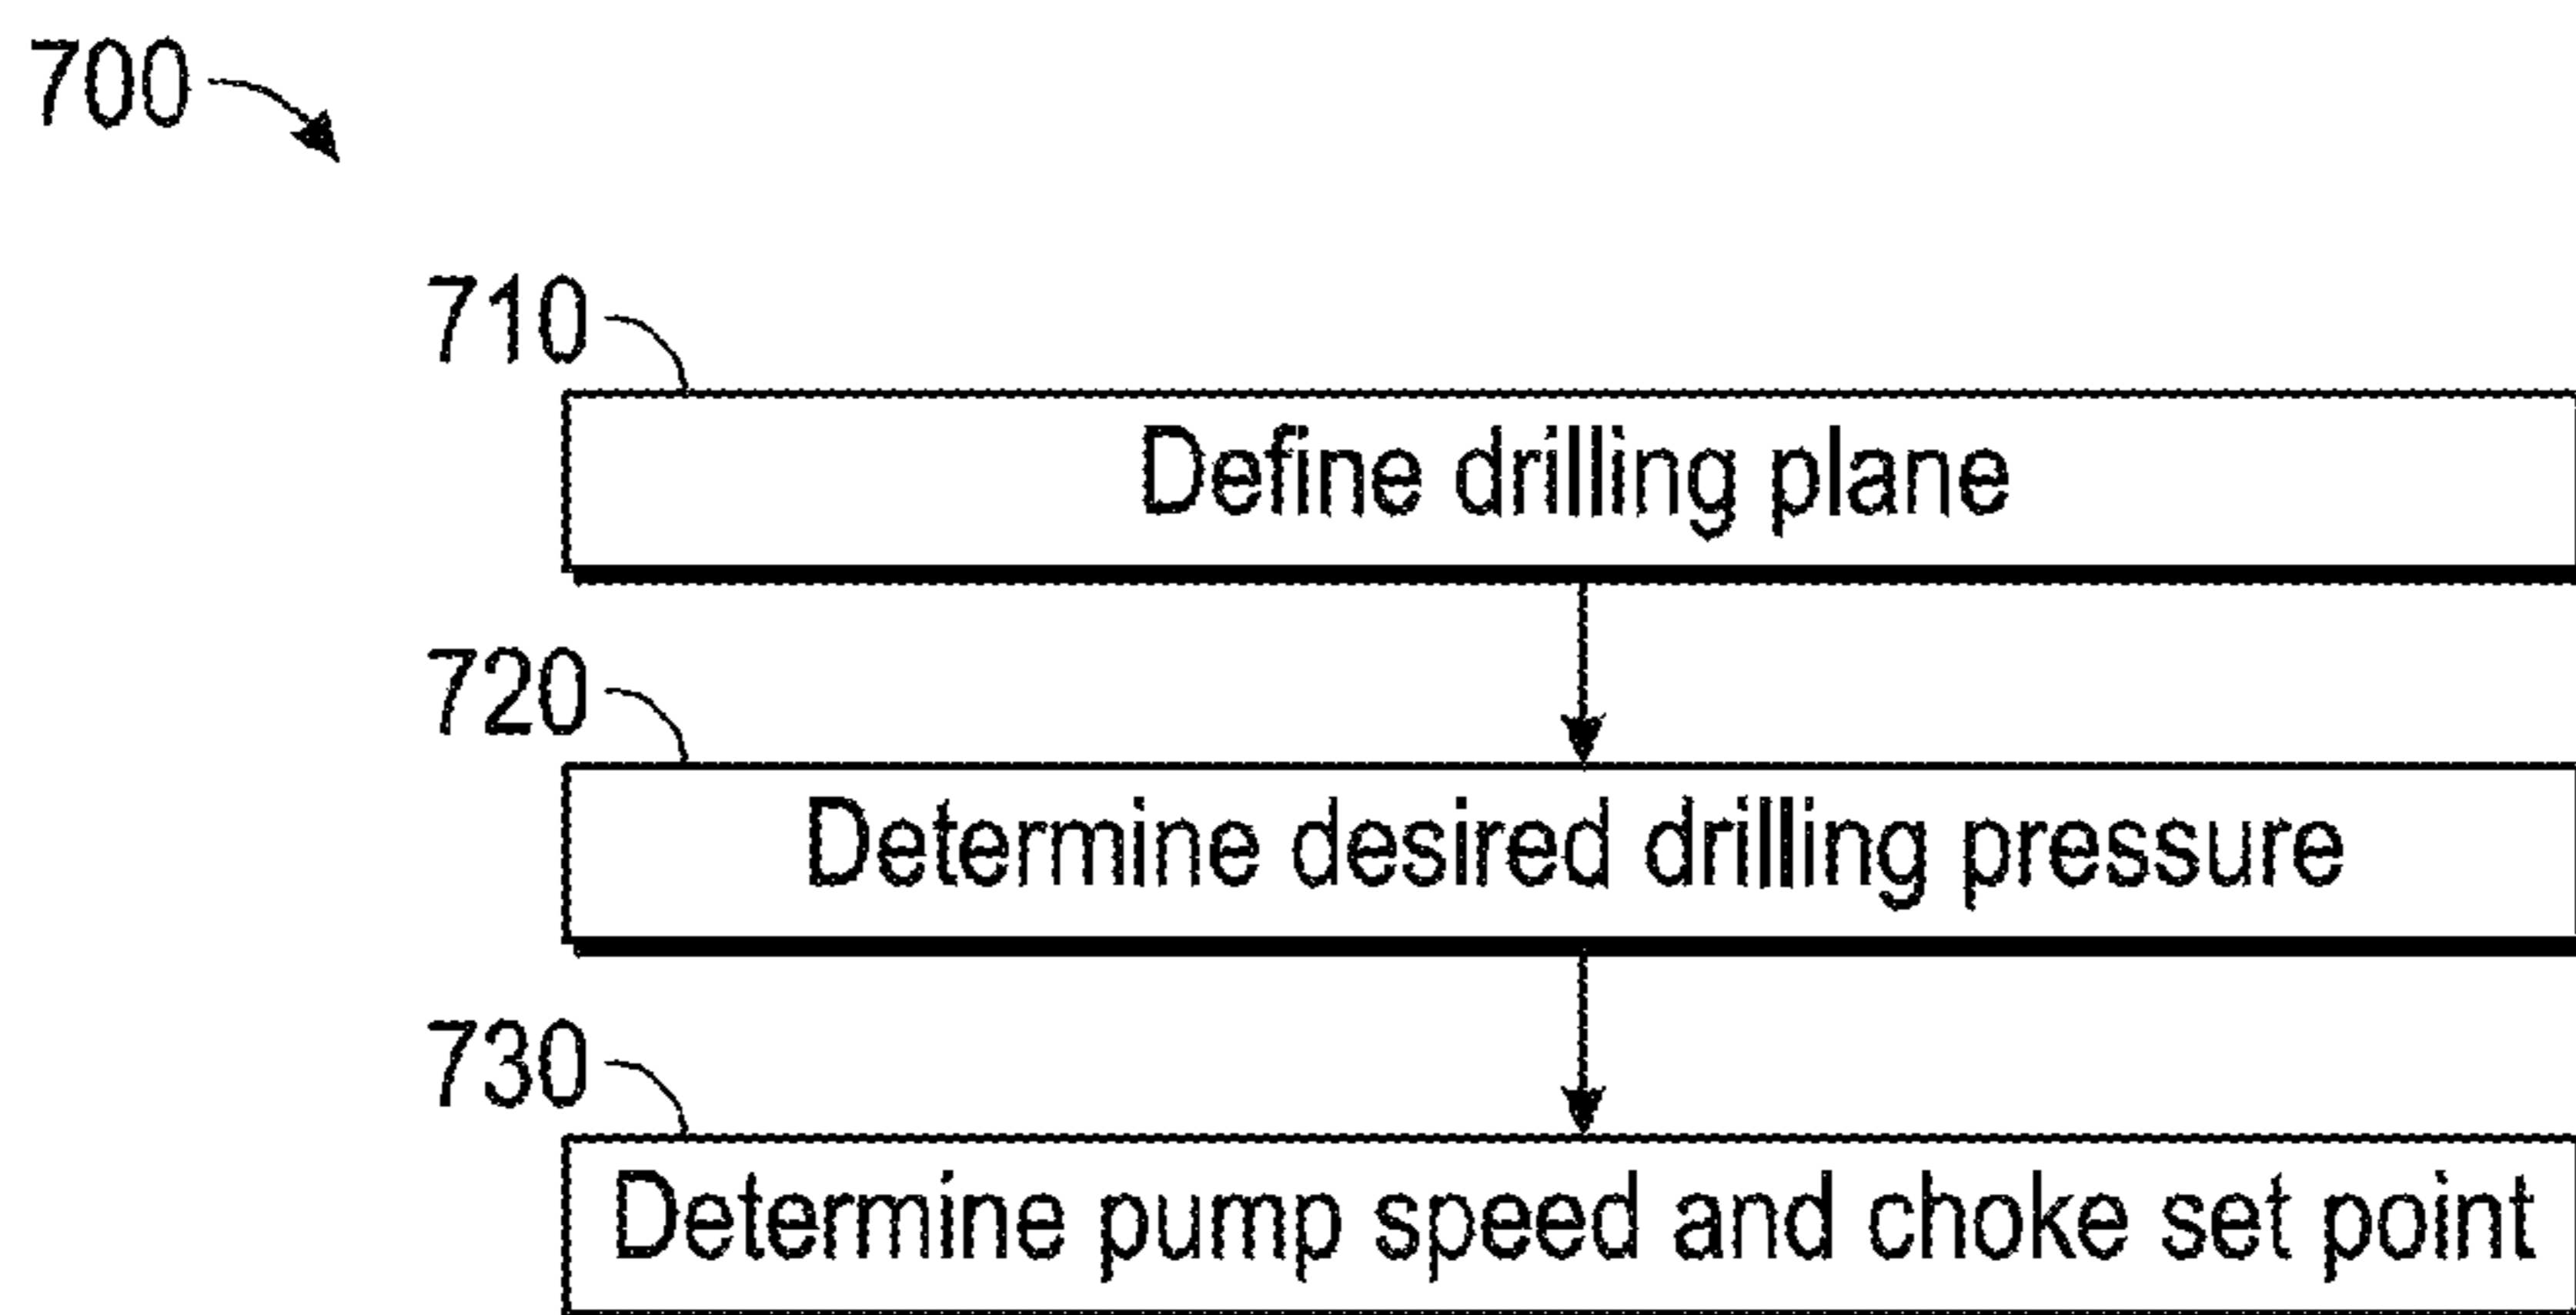 700
710
Define drilling plane
720
Determine desired drilling pressure
730
Determine pump speed and choke set point